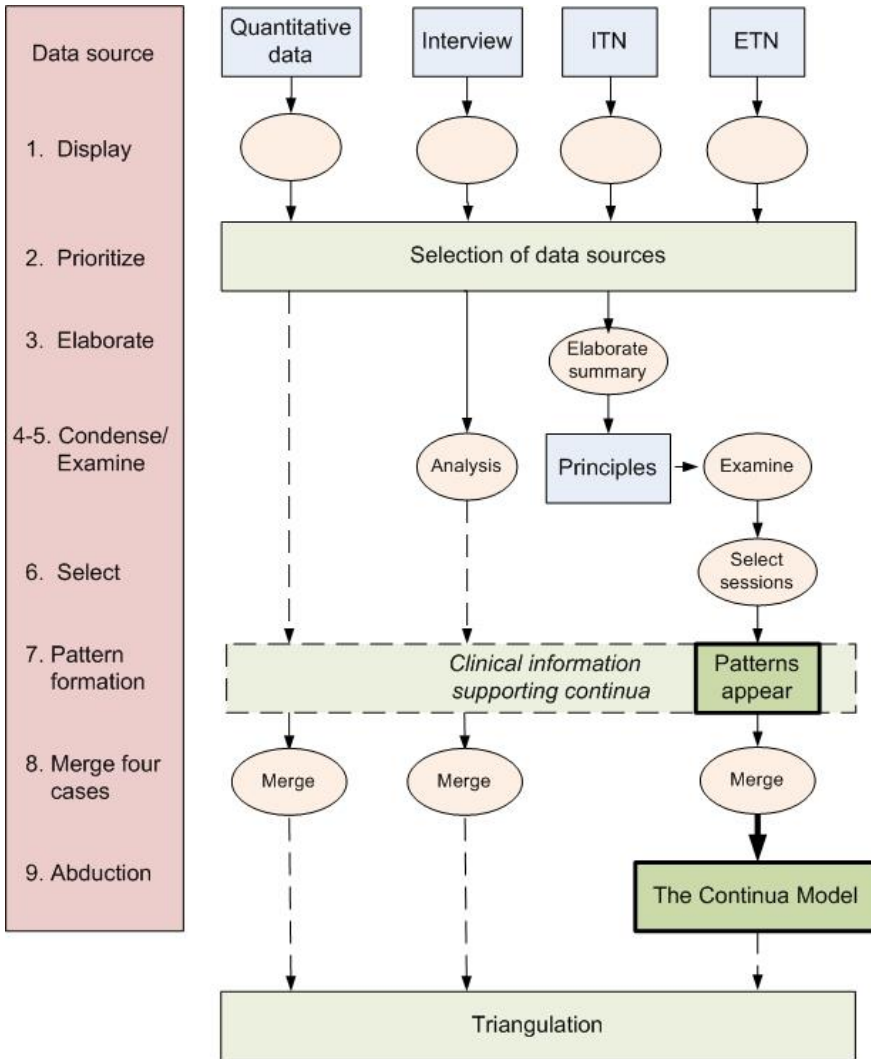 Data source
Quantitative
data
Interview
ITN
ETN
1. Display
2. Prioritize
Selection of data sources
3. Elaborate
Elaborate
summary
4-5. Condense/
Examine
Analysis
Principles
Examine
6. Select
Select
sessions
7. Pattern
formation
Clinical information
supporting continua
Patterns
appear
8. Merge four
cases
Merge
Merge
Merge
9. Abduction
The Continua Model
Triangulation